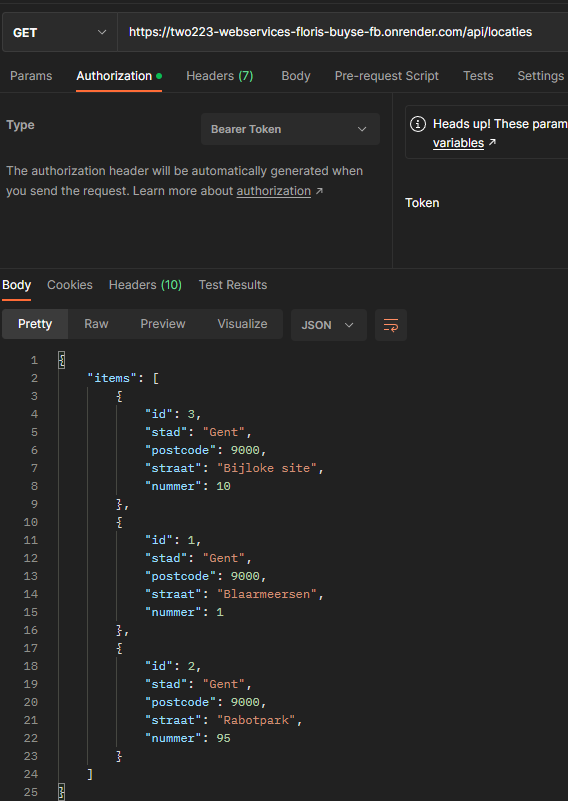 GET https://two223-webservices-floris-buyse-fb.onrender.com/api/locaties
Params Authorization Headers (7) Body Pre-request Script Tests Settings
Type Bearer Token
Heads up! These param
variables ↗
The authorization header will be automatically generated when
you send the request. Learn more about authorization ↗
Token
Body Cookies Headers (10) Test Results
Pretty Raw Preview Visualize JSON
1 {
2 "items": [
3 {
4 "id": 3,
5 "stad": "Gent",
6 "postcode": 9000,
7 "straat": "Bijloke site",
8 "nummer": 10
9 },
10 {
11 "id": 1,
12 "stad": "Gent",
13 "postcode": 9000,
14 "straat": "Blaarmeersen",
15 "nummer": 1
16 },
17 {
18 "id": 2,
19 "stad": "Gent",
20 "postcode": 9000,
21 "straat": "Rabotpark",
22 "nummer": 95
23 }
24 ]
25 }